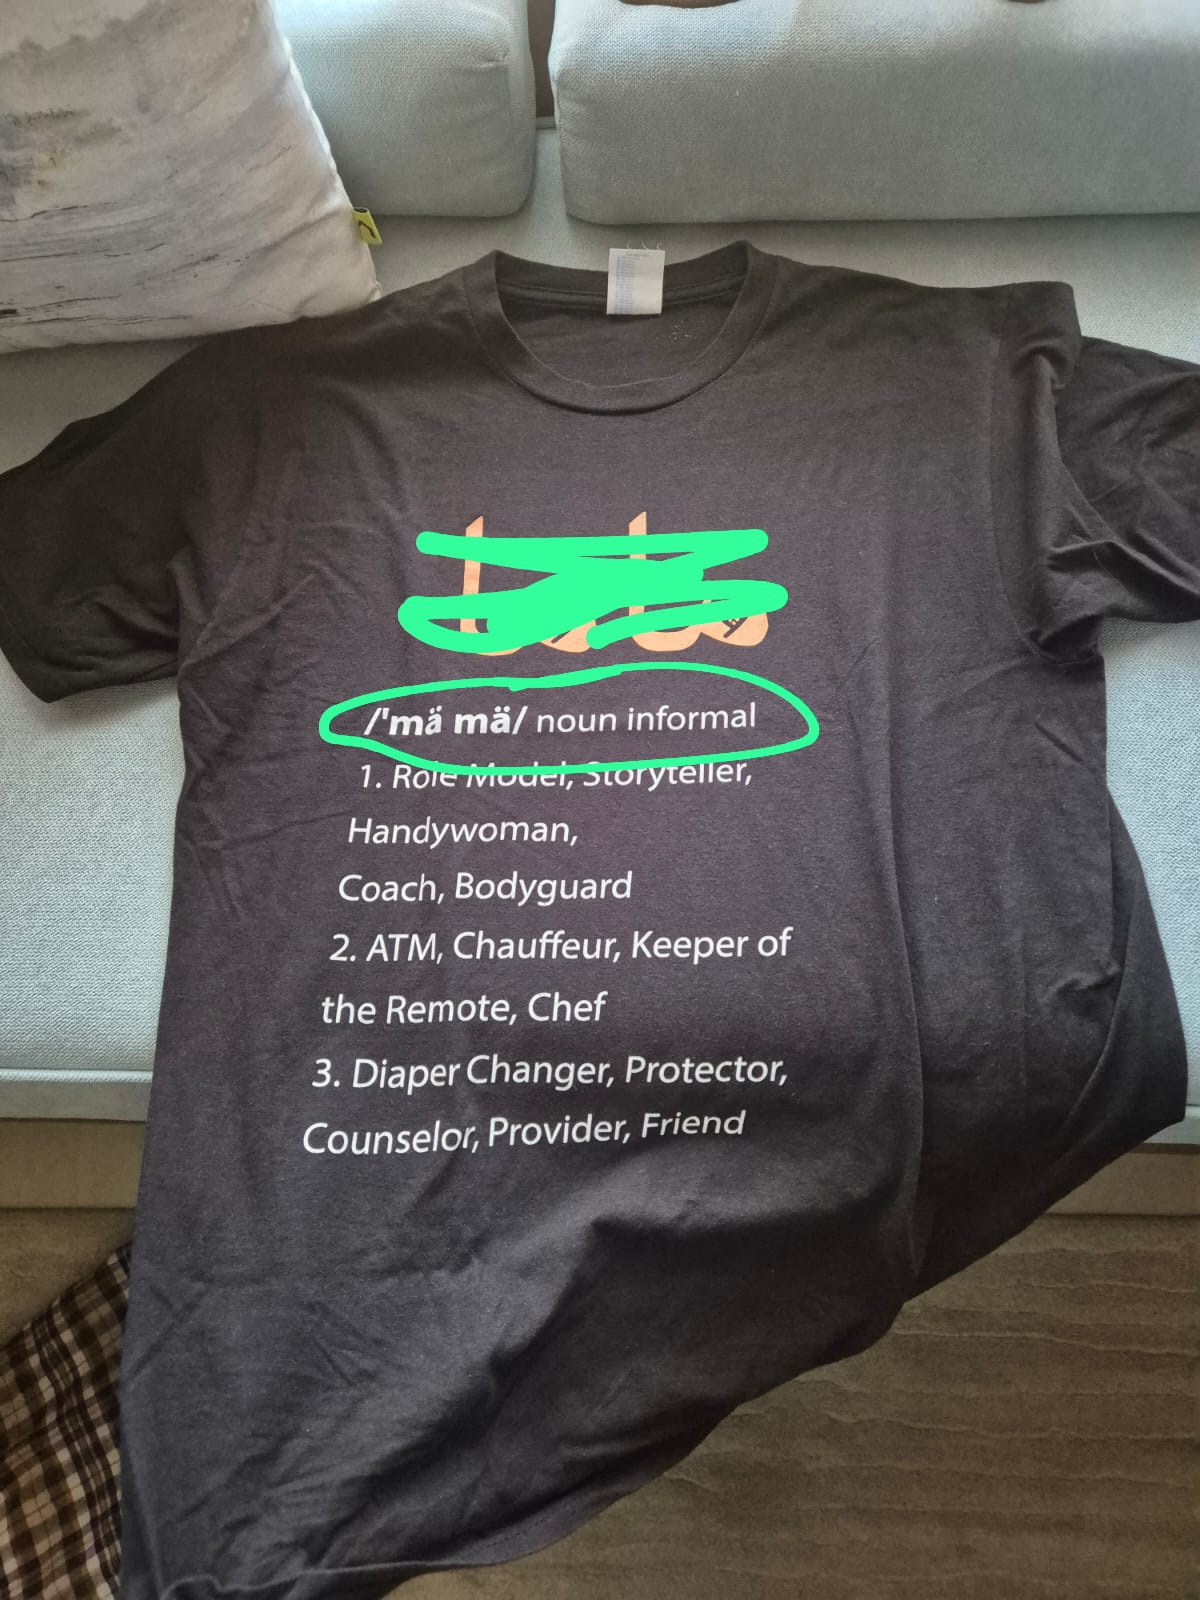 /'mä mä/ noun informal
1. Role Model, Storyteller,
Handywoman,
Coach, Bodyguard
2. ATM, Chauffeur, Keeper of
the Remote, Chef
3. Diaper Changer, Protector,
Counselor, Provider, Friend